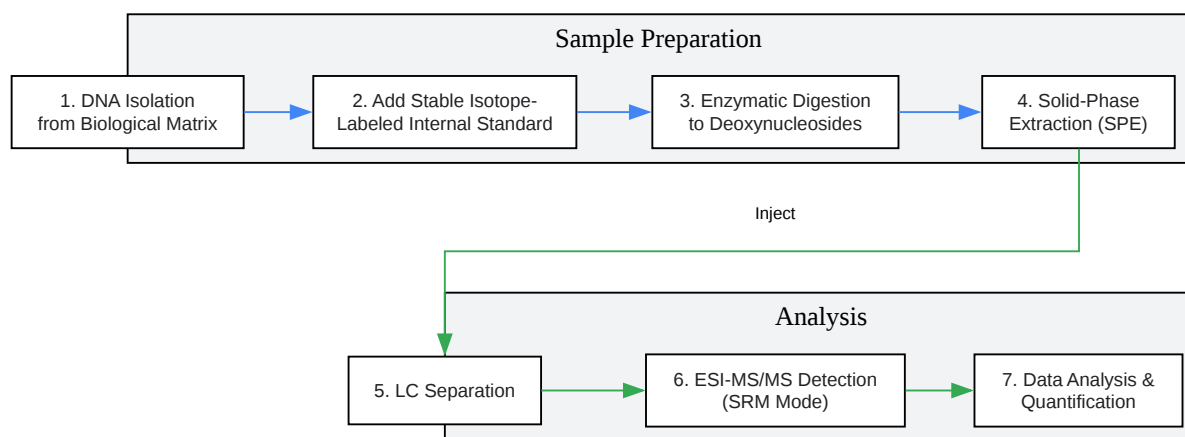 Sample Preparation
1. DNA Isolation
from Biological Matrix
2. Add Stable Isotope-
Labeled Internal Standard
3. Enzymatic Digestion
to Deoxynucleosides
4. Solid-Phase
Extraction (SPE)
Inject
Analysis
5. LC Separation
6. ESI-MS/MS Detection
(SRM Mode)
7. Data Analysis &
Quantification